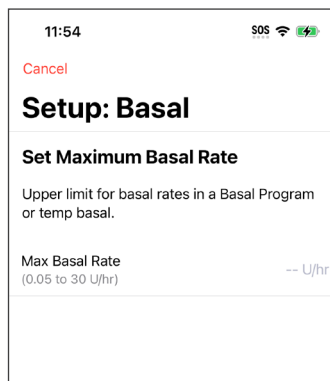 11:54
SOS
Cancel
Setup: Basal
Set Maximum Basal Rate
Upper limit for basal rates in a Basal Program
or temp basal.
Max Basal Rate
-- U/hr
(0.05 to 30 U/hr)